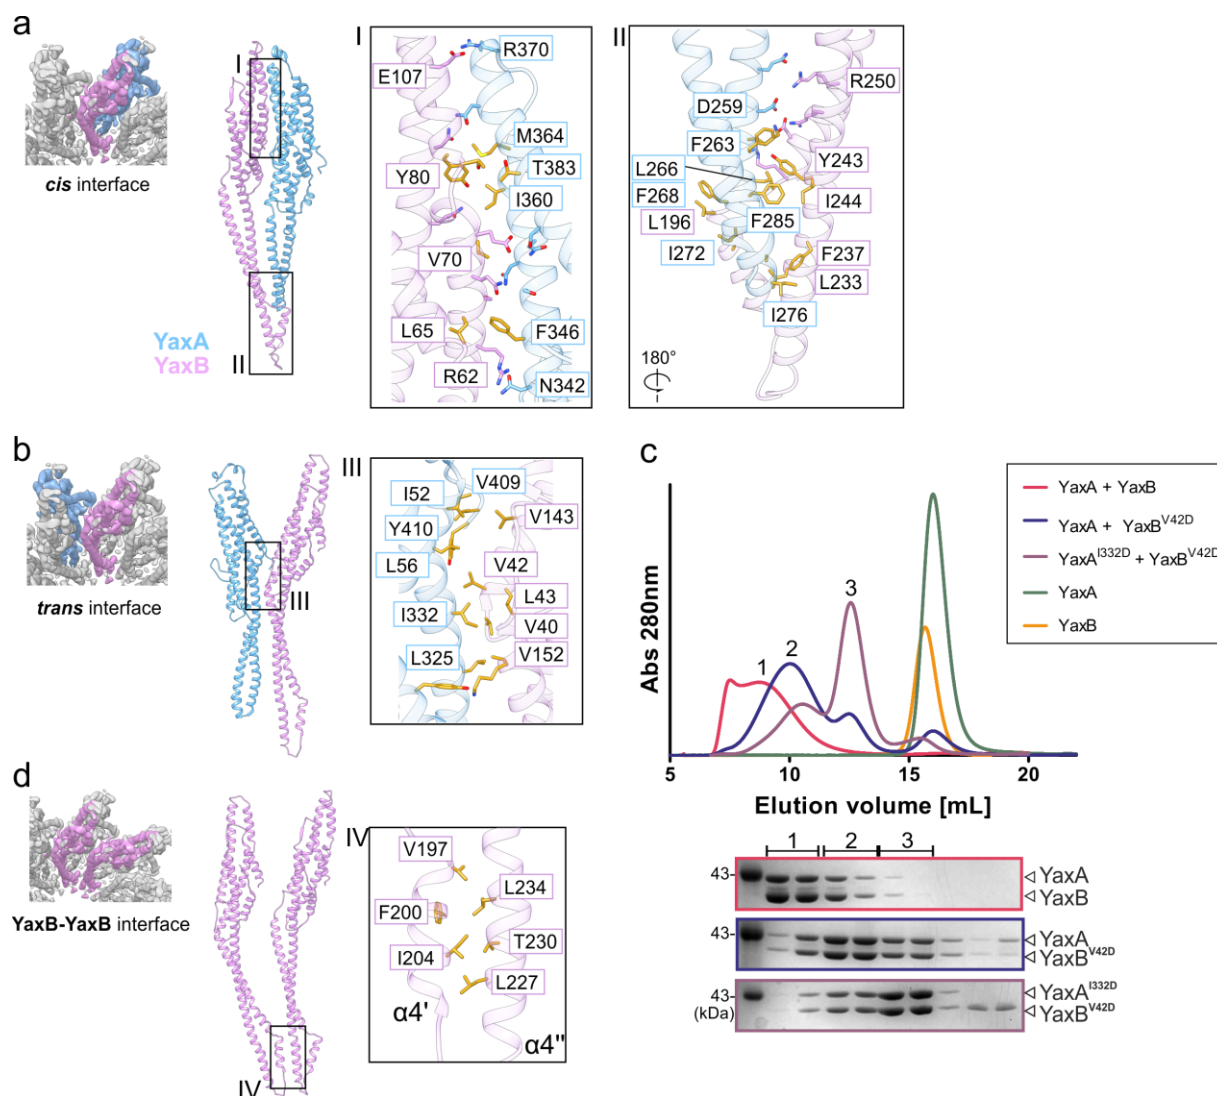 a
cis interface
I
YaxA
YaxB
II
I
R370
E107
M364
T383
Y80
I360
V70
L65
F346
R62
N342
II
R250
D259
F263
Y243
L266
F268
I244
L196
F285
I272
F237
L233
I276
180°
b
trans interface
III
III
V409
I52
V143
Y410
V42
L56
L43
I332
V40
L325
V152
c
YaxA + YaxB
YaxA + YaxB^V42D
YaxA^I332D + YaxB^V42D
YaxA
YaxB
Abs 280nm
1
2
3
5
10
15
20
Elution volume [mL]
1 2 3
43-
YaxA
YaxB
43-
YaxA
YaxB^V42D
43-
(kDa)
YaxA^I332D
YaxB^V42D
d
YaxB-YaxB interface
IV
IV
V197
L234
F200
T230
I204
L227
α4'
α4"